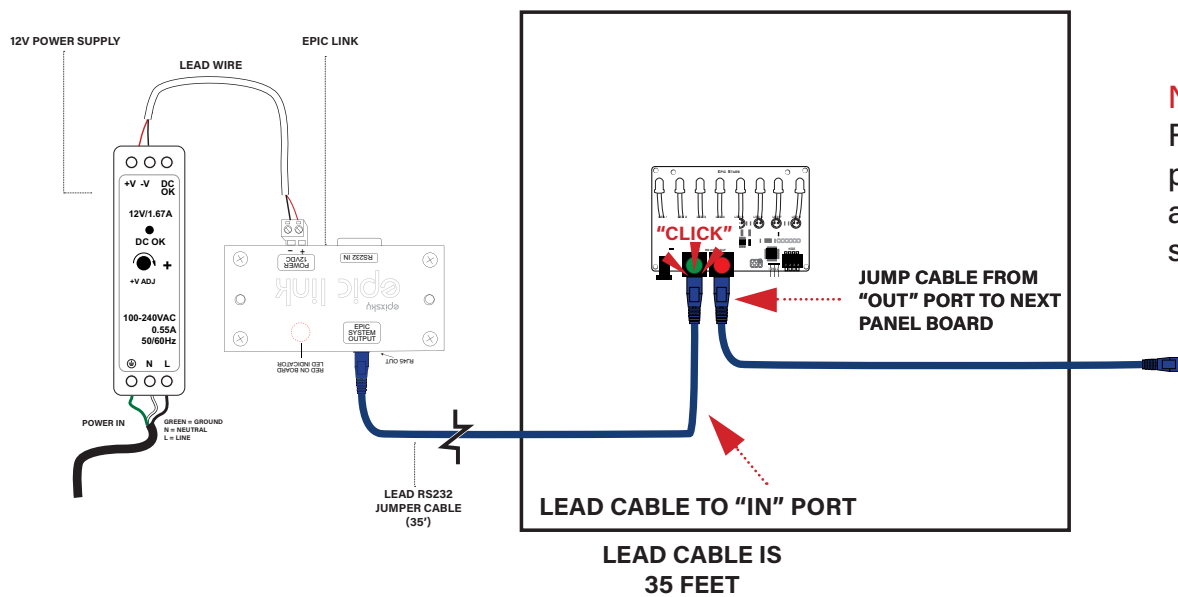 12V POWER SUPPLY
LEAD WIRE
EPIC LINK
+V -V DC
OK
12V/1.67A
DC OK
+
+V ADJ
100-240VAC
0.55A
50/60Hz
N L
POWER IN
GREEN = GROUND
N = NEUTRAL
L = LINE
- +
POWER
12VDC
RS232 IN
epic link
epixsky
EPIC
SYSTEM
OUTPUT
RED ON BOARD
LED INDICATOR
RJ45 OUT
LEAD RS232
JUMPER CABLE
(35')
EPIC STARS
“CLICK”
JUMP CABLE FROM
“OUT” PORT TO NEXT
PANEL BOARD
LEAD CABLE TO “IN” PORT
LEAD CABLE IS
35 FEET